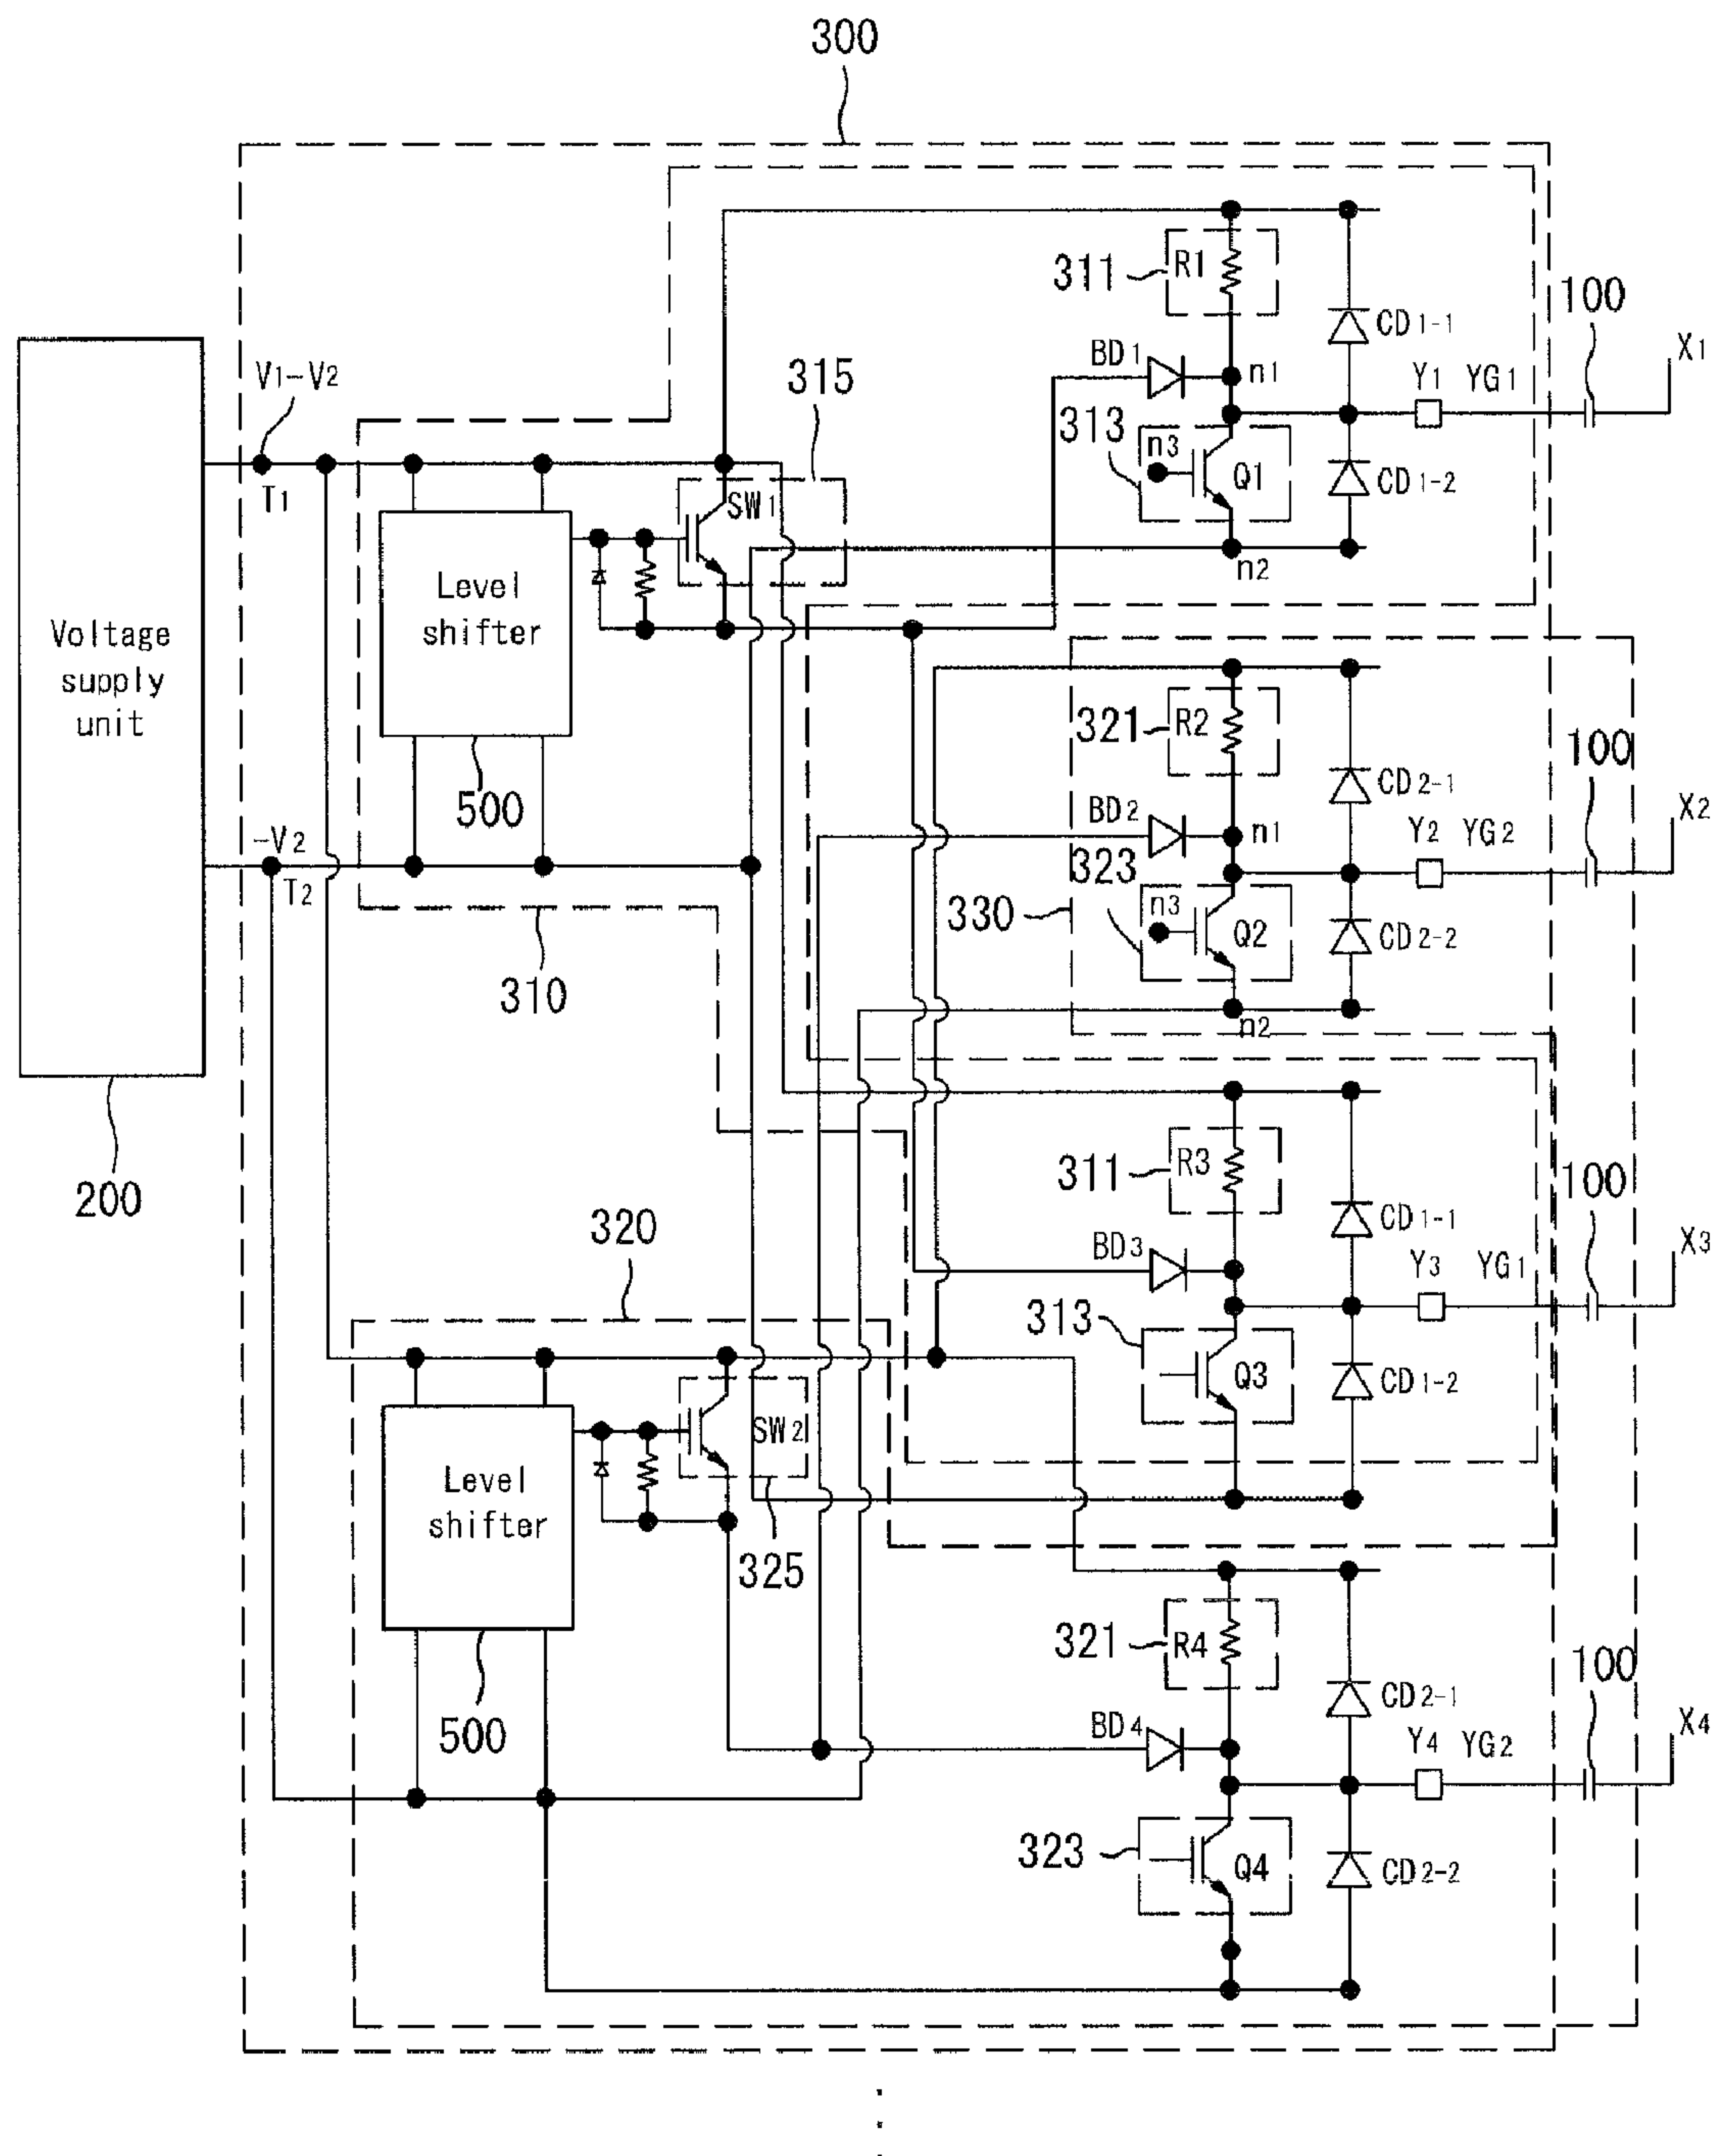 300
311
R1
CD1-1
100
X1
V1-V2
315
BD1
n1
Y1
YG1
313
n3
Q1
CD1-2
T1
SW1
n2
Level
shifter
Voltage
supply
unit
321
R2
CD2-1
100
X2
500
BD2
n1
Y2
YG2
-V2
T2
323
330
n3
Q2
CD2-2
310
n2
200
311
R3
CD1-1
100
X3
320
BD3
Y3
YG1
313
Q3
CD1-2
SW2
Level
shifter
325
321
R4
CD2-1
100
X4
500
BD4
Y4
YG2
323
Q4
CD2-2